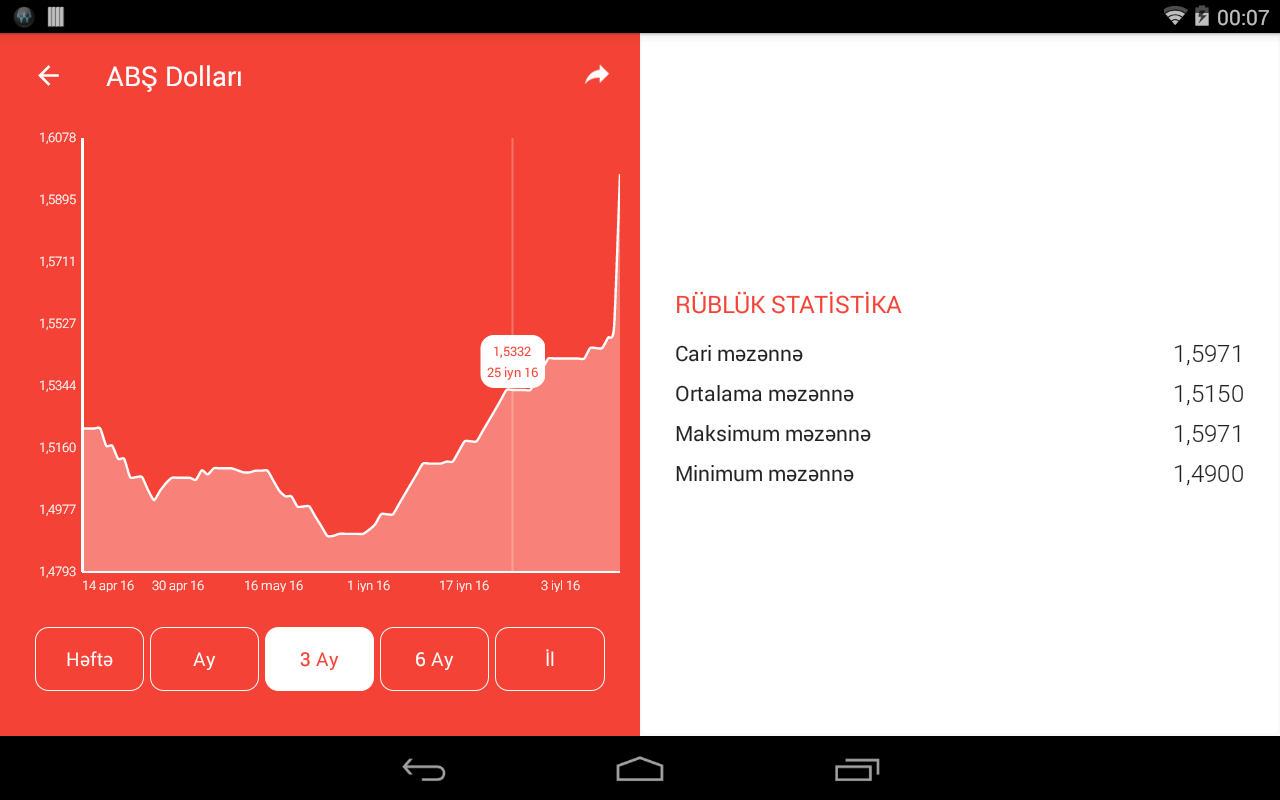 00:07
ABŞ Dolları
1,6078
1,5895
1,5711
1,5527
1,5344
1,5160
1,4977
1,4793
1,5332
25 iyn 16
14 apr 16 30 apr 16 16 may 16 1 iyn 16 17 iyn 16 3 iyl 16
Həftə Ay 3 Ay 6 Ay İl
RÜBLÜK STATİSTİKA
Cari məzənnə 1,5971
Ortalama məzənnə 1,5150
Maksimum məzənnə 1,5971
Minimum məzənnə 1,4900